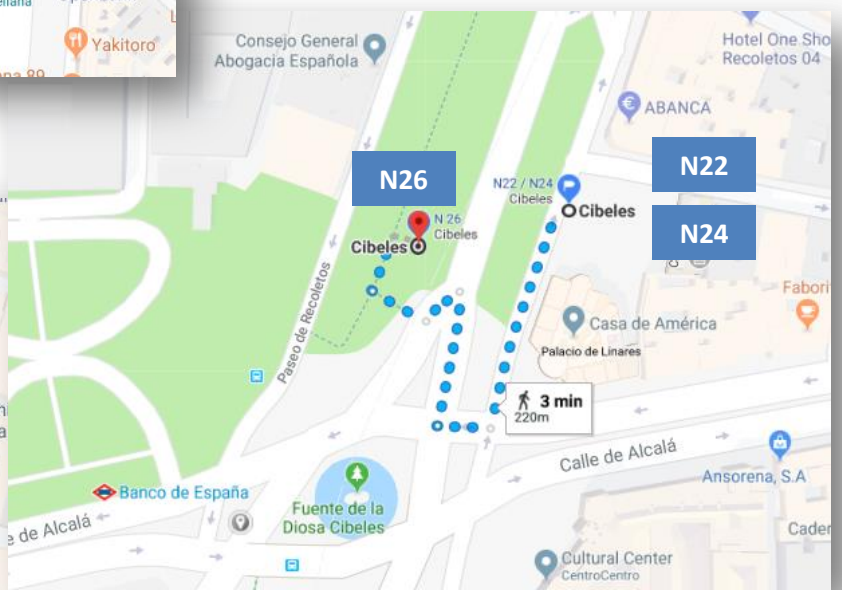 Yakitoro
Consejo General
Abogacia Española
Hotel One Sho
Recoletos 04
ABANCA
N26
N22 / N24
Cibeles
N22
Cibeles
N24
N 26
Cibeles
Cibeles
Paseo de Recoletos
Faborit
Casa de América
Palacio de Linares
3 min
220m
Calle de Alcalá
Ansorena, S.A
Banco de España
Fuente de la
Diosa Cibeles
e de Alcalá
Cader
Cultural Center
CentroCentro